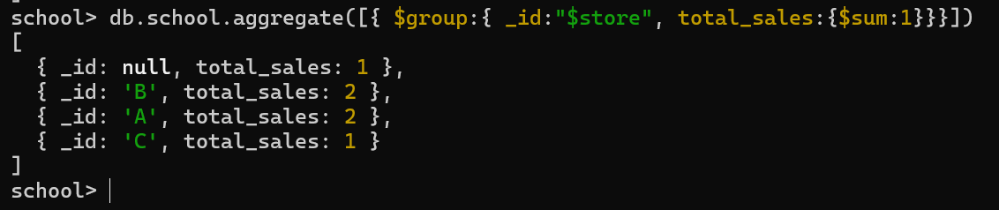 school> db.school.aggregate([{ $group:{ _id:"$store", total_sales:{$sum:1}}}])
[
  { _id: null, total_sales: 1 },
  { _id: 'B', total_sales: 2 },
  { _id: 'A', total_sales: 2 },
  { _id: 'C', total_sales: 1 }
]
school>